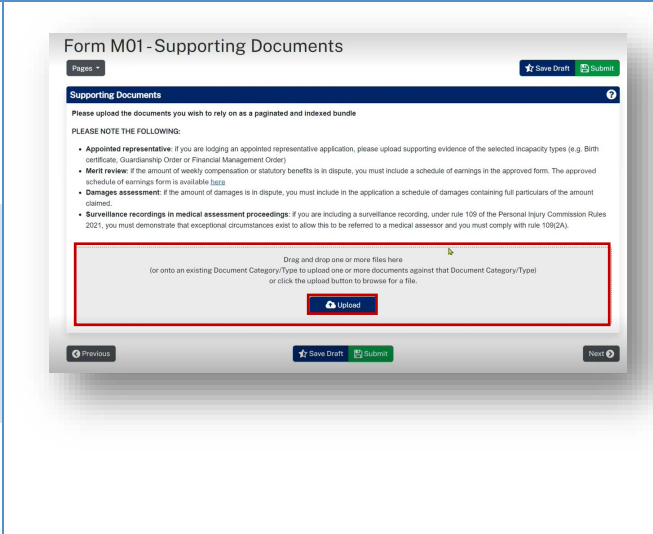 Form M01 - Supporting Documents
Pages
Save Draft
Submit
Supporting Documents
Please upload the documents you wish to rely on as a paginated and indexed bundle
PLEASE NOTE THE FOLLOWING:
• Appointed representative: if you are lodging an appointed representative application, please upload supporting evidence of the selected incapacity types (e.g. Birth
certificate, Guardianship Order or Financial Management Order)
• Merit review: if the amount of weekly compensation or statutory benefits is in dispute, you must include a schedule of earnings in the approved form. The approved
schedule of earnings form is available here
• Damages assessment: if the amount of damages is in dispute, you must include in the application a schedule of damages containing full particulars of the amount
claimed.
• Surveillance recordings in medical assessment proceedings: if you are including a surveillance recording, under rule 109 of the Personal Injury Commission Rules
2021, you must demonstrate that exceptional circumstances exist to allow this to be referred to a medical assessor and you must comply with rule 109(2A).
Drag and drop one or more files here
(or onto an existing Document Category/Type to upload one or more documents against that Document Category/Type)
or click the upload button to browse for a file.
Upload
Previous
Save Draft
Submit
Next